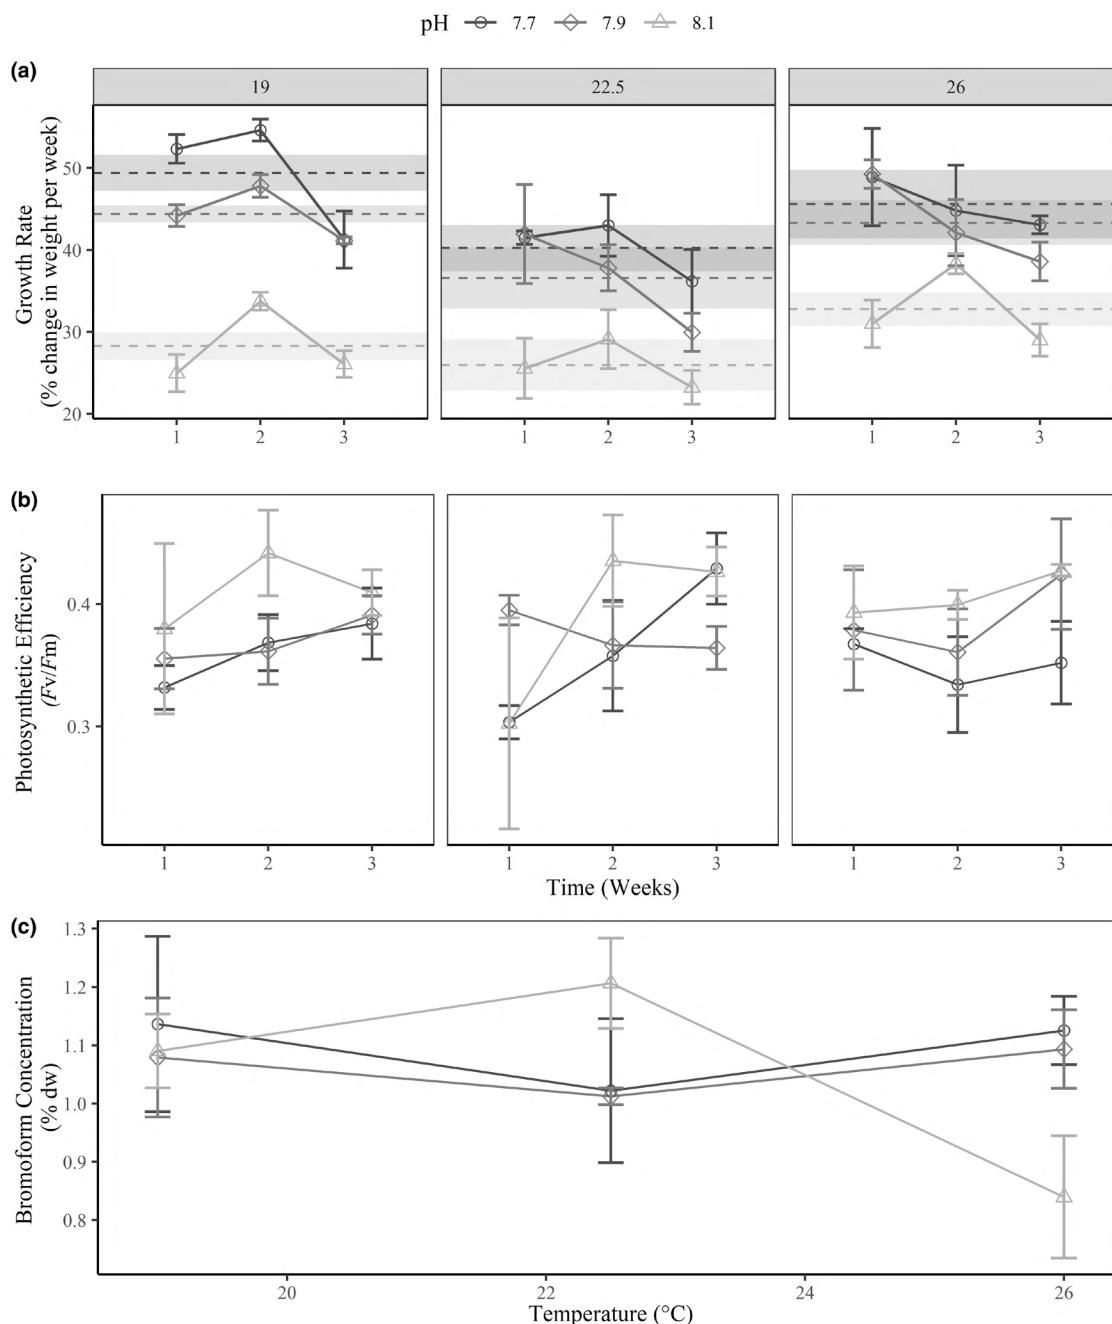 pH 7.7 7.9 8.1
(a)
19 22.5 26
Growth Rate
(% change in weight per week)
50
40
30
20
1 2 3 1 2 3 1 2 3
(b)
Photosynthetic Efficiency
(Fv/Fm)
0.4
0.3
1 2 3 1 2 3 1 2 3
Time (Weeks)
(c)
Bromoform Concentration
(% dw)
1.3
1.2
1.1
1.0
0.9
0.8
20 22 24 26
Temperature (°C)